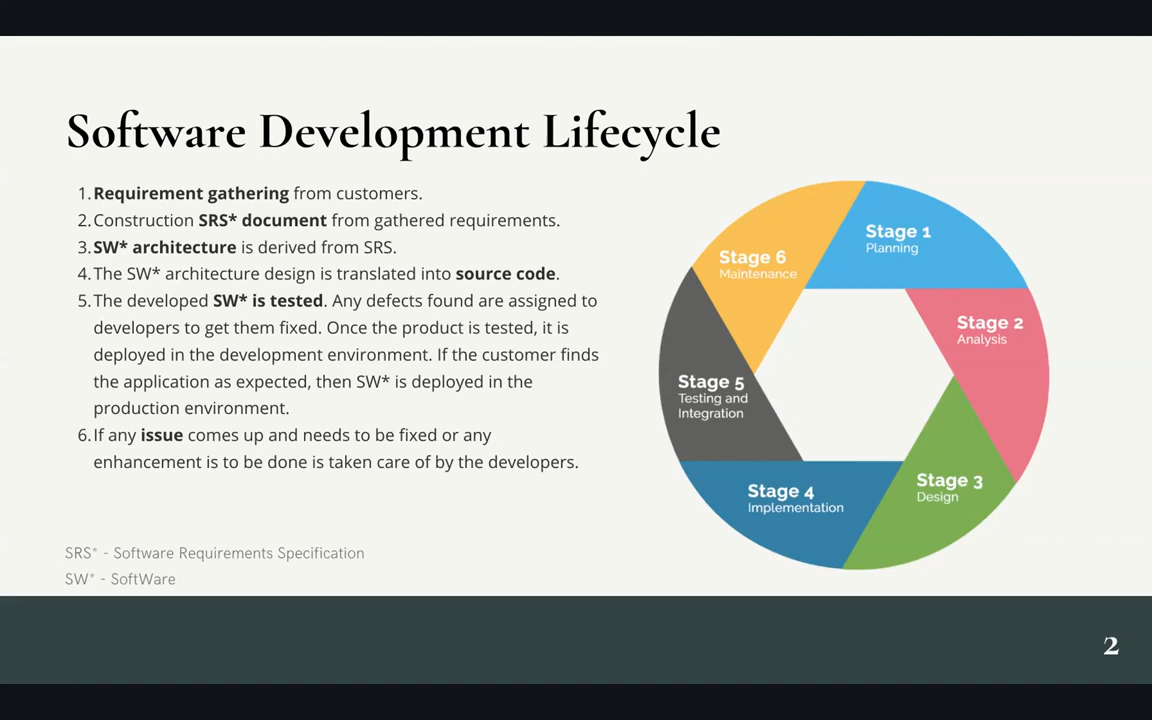 Software Development Lifecycle
1. Requirement gathering from customers.
2. Construction SRS* document from gathered requirements.
3. SW* architecture is derived from SRS.
4. The SW* architecture design is translated into source code.
5. The developed SW* is tested. Any defects found are assigned to
developers to get them fixed. Once the product is tested, it is
deployed in the development environment. If the customer finds
the application as expected, then SW* is deployed in the
production environment.
6. If any issue comes up and needs to be fixed or any
enhancement is to be done is taken care of by the developers.
SRS* - Software Requirements Specification
SW* - SoftWare
Stage 1
Planning
Stage 2
Analysis
Stage 3
Design
Stage 4
Implementation
Stage 5
Testing and
Integration
Stage 6
Maintenance
2